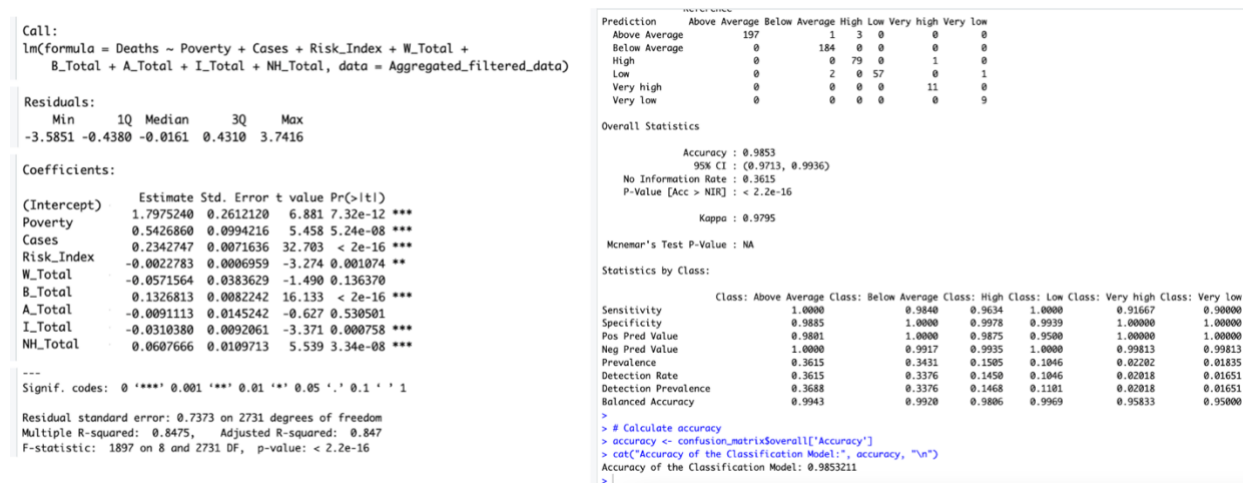 Call:
lm(formula = Deaths ~ Poverty + Cases + Risk_Index + W_Total +
B_Total + A_Total + I_Total + NH_Total, data = Aggregated_filtered_data)
Residuals:
Min 1Q Median 3Q Max
-3.5851 -0.4380 -0.0161 0.4310 3.7416
Coefficients:
Estimate Std. Error t value Pr(>|t|)
(Intercept) 1.7975240 0.2612120 6.881 7.32e-12 ***
Poverty 0.5426860 0.0994216 5.458 5.24e-08 ***
Cases 0.2342747 0.0071636 32.703 < 2e-16 ***
Risk_Index -0.0022783 0.0006959 -3.274 0.001074 **
W_Total -0.0571564 0.0383629 -1.490 0.136370
B_Total 0.1326813 0.0082242 16.133 < 2e-16 ***
A_Total -0.0091113 0.0145242 -0.627 0.530501
I_Total -0.0310380 0.0092061 -3.371 0.000758 ***
NH_Total 0.0607666 0.0109713 5.539 3.34e-08 ***
---
Signif. codes: 0 ‘***’ 0.001 ‘**’ 0.01 ‘*’ 0.05 ‘.’ 0.1 ‘ ’ 1
Residual standard error: 0.7373 on 2731 degrees of freedom
Multiple R-squared: 0.8475, Adjusted R-squared: 0.847
F-statistic: 1897 on 8 and 2731 DF, p-value: < 2.2e-16
Reference
Prediction Above Average Below Average High Low Very high Very low
Above Average 197 1 3 0 0 0
Below Average 0 184 0 0 0 0
High 0 0 79 0 1 0
Low 0 2 0 57 0 1
Very high 0 0 0 0 11 0
Very low 0 0 0 0 0 9
Overall Statistics
Accuracy : 0.9853
95% CI : (0.9713, 0.9936)
No Information Rate : 0.3615
P-Value [Acc > NIR] : < 2.2e-16
Kappa : 0.9795
Mcnemar's Test P-Value : NA
Statistics by Class:
Class: Above Average Class: Below Average Class: High Class: Low Class: Very high Class: Very low
Sensitivity 1.0000 0.9840 0.9634 1.0000 0.91667 0.90000
Specificity 0.9885 1.0000 0.9978 0.9939 1.00000 1.00000
Pos Pred Value 0.9801 1.0000 0.9875 0.9500 1.00000 1.00000
Neg Pred Value 1.0000 0.9917 0.9935 1.0000 0.99813 0.99813
Prevalence 0.3615 0.3431 0.1505 0.1046 0.02202 0.01835
Detection Rate 0.3615 0.3376 0.1450 0.1046 0.02018 0.01651
Detection Prevalence 0.3688 0.3376 0.1468 0.1101 0.02018 0.01651
Balanced Accuracy 0.9943 0.9920 0.9806 0.9969 0.95833 0.95000
>
> # Calculate accuracy
> accuracy <- confusion_matrix$overall['Accuracy']
> cat("Accuracy of the Classification Model:", accuracy, "\n")
Accuracy of the Classification Model: 0.9853211
>